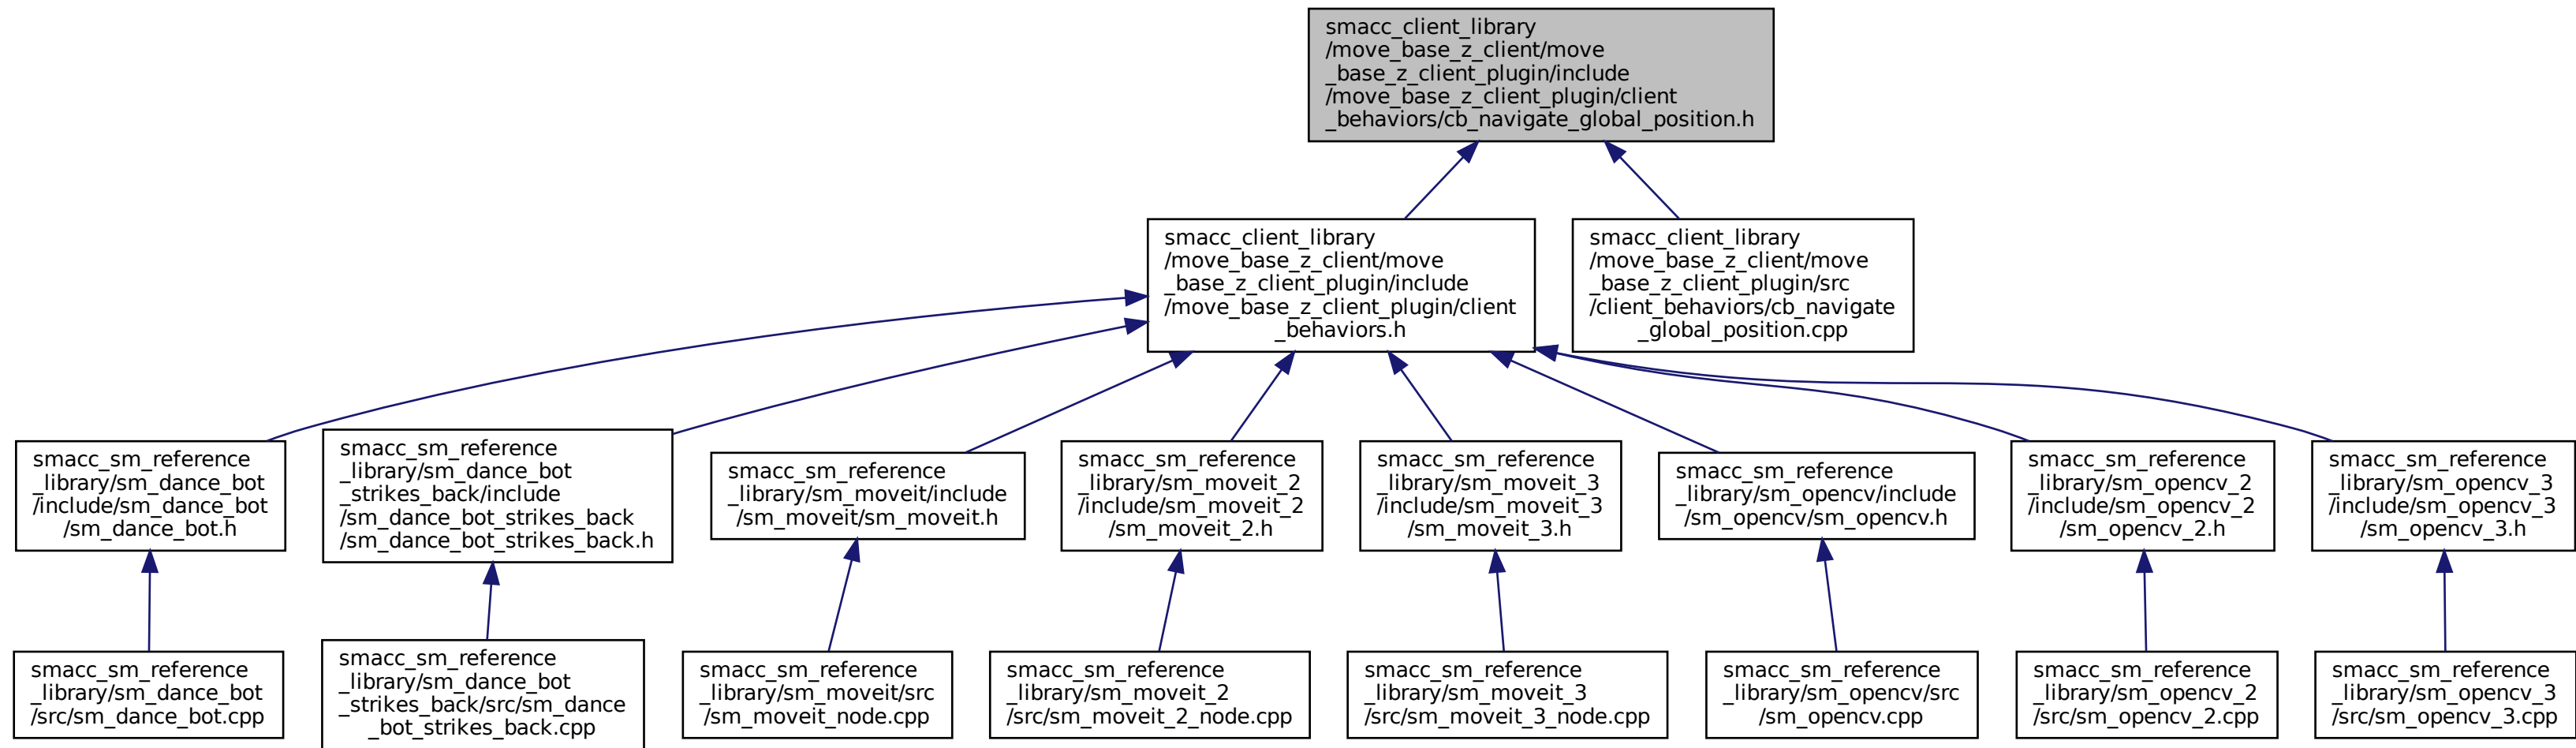 smacc_client_library
/move_base_z_client/move
_base_z_client_plugin/include
/move_base_z_client_plugin/client
_behaviors/cb_navigate_global_position.h
smacc_client_library
/move_base_z_client/move
_base_z_client_plugin/include
/move_base_z_client_plugin/client
_behaviors.h
smacc_client_library
/move_base_z_client/move
_base_z_client_plugin/src
/client_behaviors/cb_navigate
_global_position.cpp
smacc_sm_reference
_library/sm_dance_bot
/include/sm_dance_bot
/sm_dance_bot.h
smacc_sm_reference
_library/sm_dance_bot
_strikes_back/include
/sm_dance_bot_strikes_back
/sm_dance_bot_strikes_back.h
smacc_sm_reference
_library/sm_moveit/include
/sm_moveit/sm_moveit.h
smacc_sm_reference
_library/sm_moveit_2
/include/sm_moveit_2
/sm_moveit_2.h
smacc_sm_reference
_library/sm_moveit_3
/include/sm_moveit_3
/sm_moveit_3.h
smacc_sm_reference
_library/sm_opencv/include
/sm_opencv/sm_opencv.h
smacc_sm_reference
_library/sm_opencv_2
/include/sm_opencv_2
/sm_opencv_2.h
smacc_sm_reference
_library/sm_opencv_3
/include/sm_opencv_3
/sm_opencv_3.h
smacc_sm_reference
_library/sm_dance_bot
/src/sm_dance_bot.cpp
smacc_sm_reference
_library/sm_dance_bot
_strikes_back/src/sm_dance
_bot_strikes_back.cpp
smacc_sm_reference
_library/sm_moveit/src
/sm_moveit_node.cpp
smacc_sm_reference
_library/sm_moveit_2
/src/sm_moveit_2_node.cpp
smacc_sm_reference
_library/sm_moveit_3
/src/sm_moveit_3_node.cpp
smacc_sm_reference
_library/sm_opencv/src
/sm_opencv.cpp
smacc_sm_reference
_library/sm_opencv_2
/src/sm_opencv_2.cpp
smacc_sm_reference
_library/sm_opencv_3
/src/sm_opencv_3.cpp